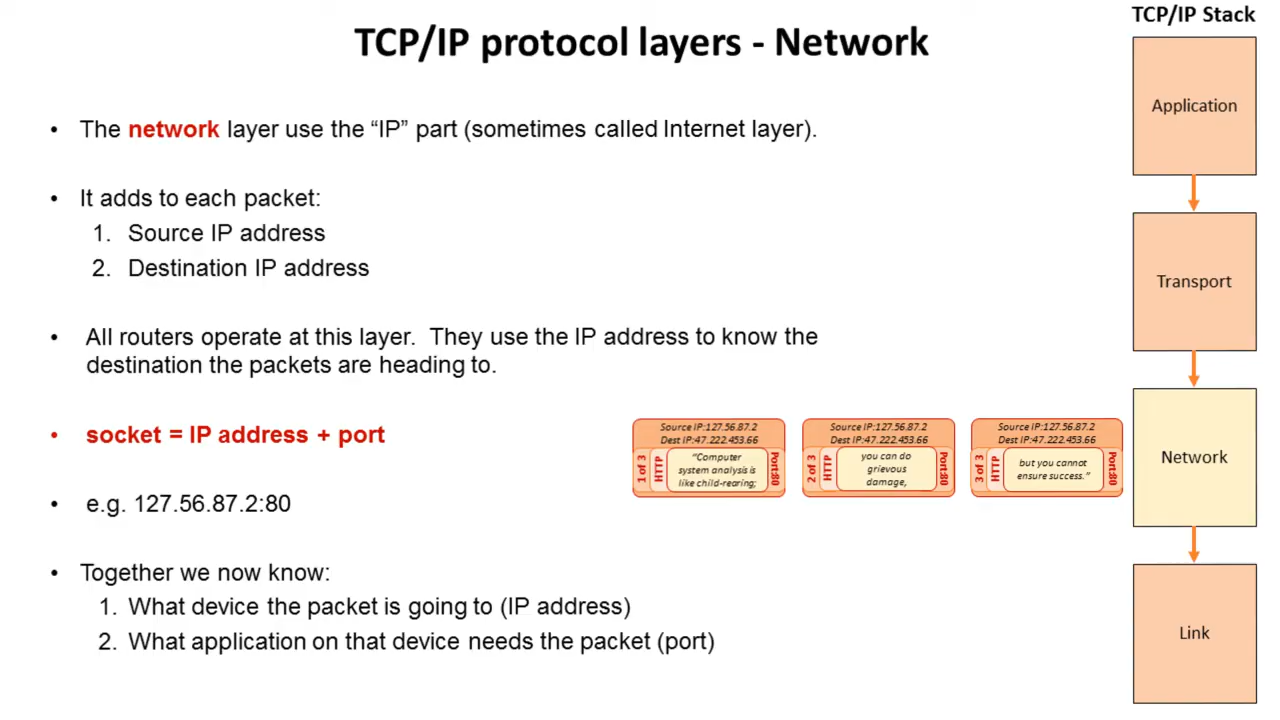 TCP/IP Stack
TCP/IP protocol layers - Network
• The network layer use the “IP” part (sometimes called Internet layer).
• It adds to each packet:
1. Source IP address
2. Destination IP address
• All routers operate at this layer. They use the IP address to know the
destination the packets are heading to.
• socket = IP address + port
• e.g. 127.56.87.2:80
• Together we now know:
1. What device the packet is going to (IP address)
2. What application on that device needs the packet (port)
Source IP:127.56.87.2
Dest IP:47.222.453.66
1 of 3
HTTP
“Computer
system analysis is
like child-rearing;
Port:80
Source IP:127.56.87.2
Dest IP:47.222.453.66
2 of 3
HTTP
you can do
grievous
damage,
Port:80
Source IP:127.56.87.2
Dest IP:47.222.453.66
3 of 3
HTTP
but you cannot
ensure success.”
Port:80
Application
Transport
Network
Link